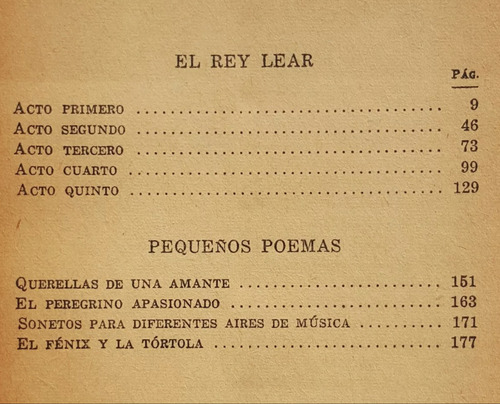 EL REY LEAR
PÁG.
ACTO PRIMERO ........................................ 9
ACTO SEGUNDO ........................................ 46
ACTO TERCERO ........................................ 73
ACTO CUARTO ........................................ 99
ACTO QUINTO ........................................ 129
PEQUEÑOS POEMAS
QUERELLAS DE UNA AMANTE ......................... 151
EL PEREGRINO APASIONADO ......................... 163
SONETOS PARA DIFERENTES AIRES DE MÚSICA .......... 171
EL FÉNIX Y LA TÓRTOLA ........................... 177